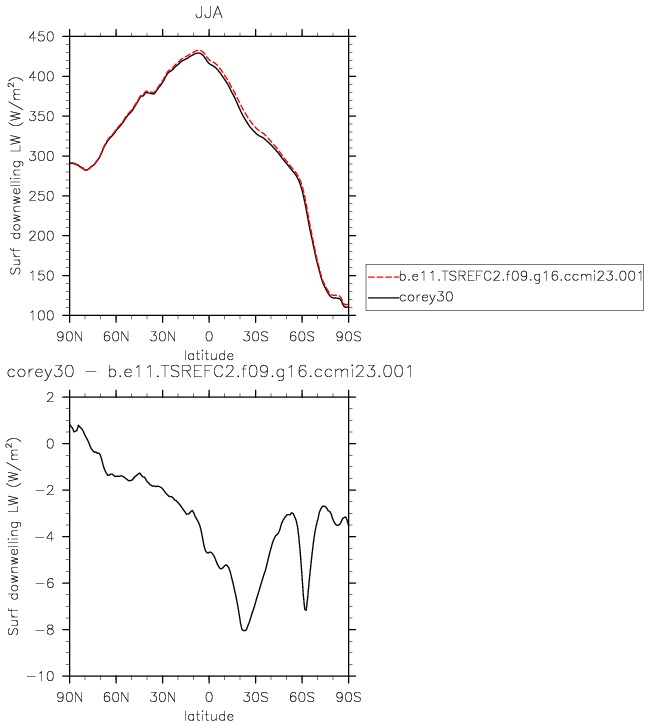 JJA
Surf downwelling LW (W/m²)
450
400
350
300
250
200
150
100
90N 60N 30N 0 30S 60S 90S
latitude
b.e11.TSREFC2.f09.g16.ccmi23.001
corey30
corey30 − b.e11.TSREFC2.f09.g16.ccmi23.001
Surf downwelling LW (W/m²)
2
0
−2
−4
−6
−8
−10
90N 60N 30N 0 30S 60S 90S
latitude